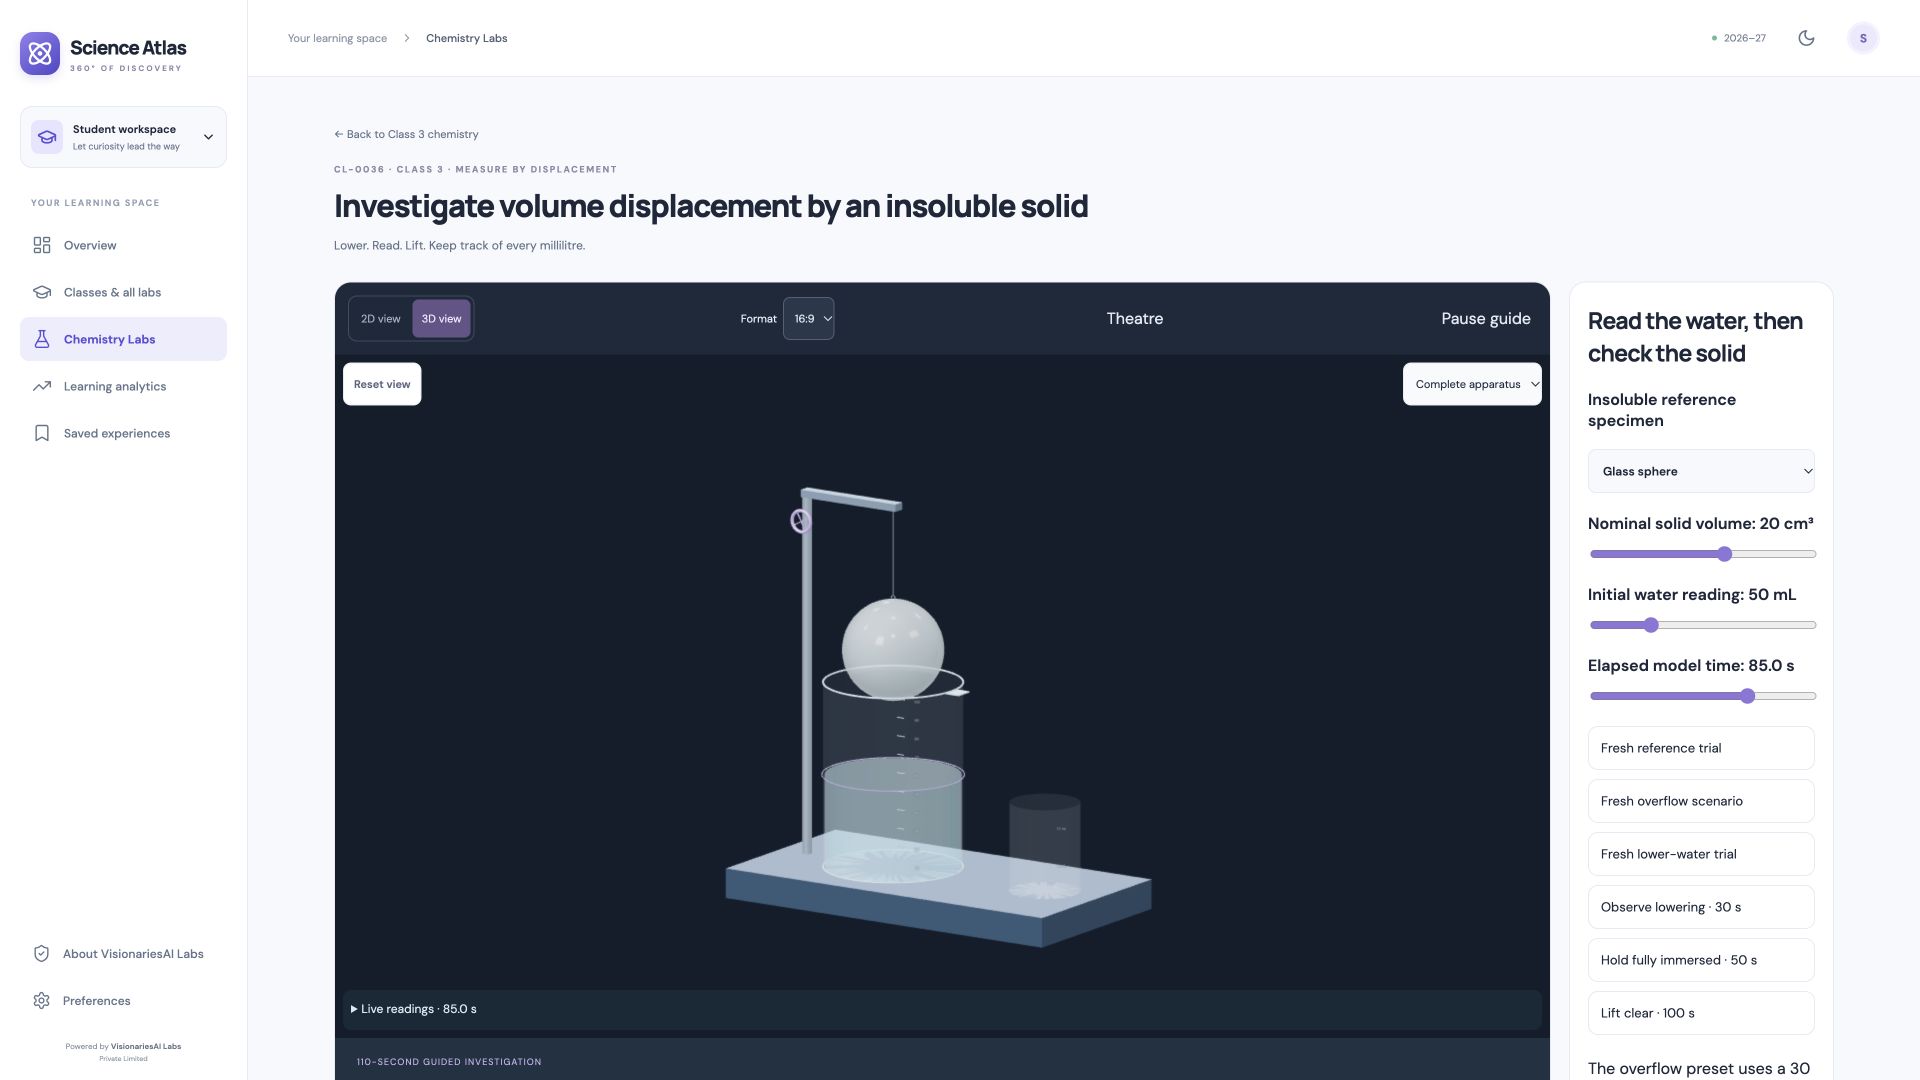 Science Atlas
360° OF DISCOVERY
Student workspace
Let curiosity lead the way
YOUR LEARNING SPACE
Overview
Classes & all labs
Chemistry Labs
Learning analytics
Saved experiences
About VisionariesAI Labs
Preferences
Powered by VisionariesAI Labs
Private Limited
Your learning space > Chemistry Labs
2026–27
S
← Back to Class 3 chemistry
CL-0036 · CLASS 3 · MEASURE BY DISPLACEMENT
Investigate volume displacement by an insoluble solid
Lower. Read. Lift. Keep track of every millilitre.
2D view
3D view
Format
16:9
Theatre
Pause guide
Reset view
Complete apparatus
Live readings · 85.0 s
110-SECOND GUIDED INVESTIGATION
Read the water, then
check the solid
Insoluble reference
specimen
Glass sphere
Nominal solid volume: 20 cm³
Initial water reading: 50 mL
Elapsed model time: 85.0 s
Fresh reference trial
Fresh overflow scenario
Fresh lower-water trial
Observe lowering · 30 s
Hold fully immersed · 50 s
Lift clear · 100 s
The overflow preset uses a 30